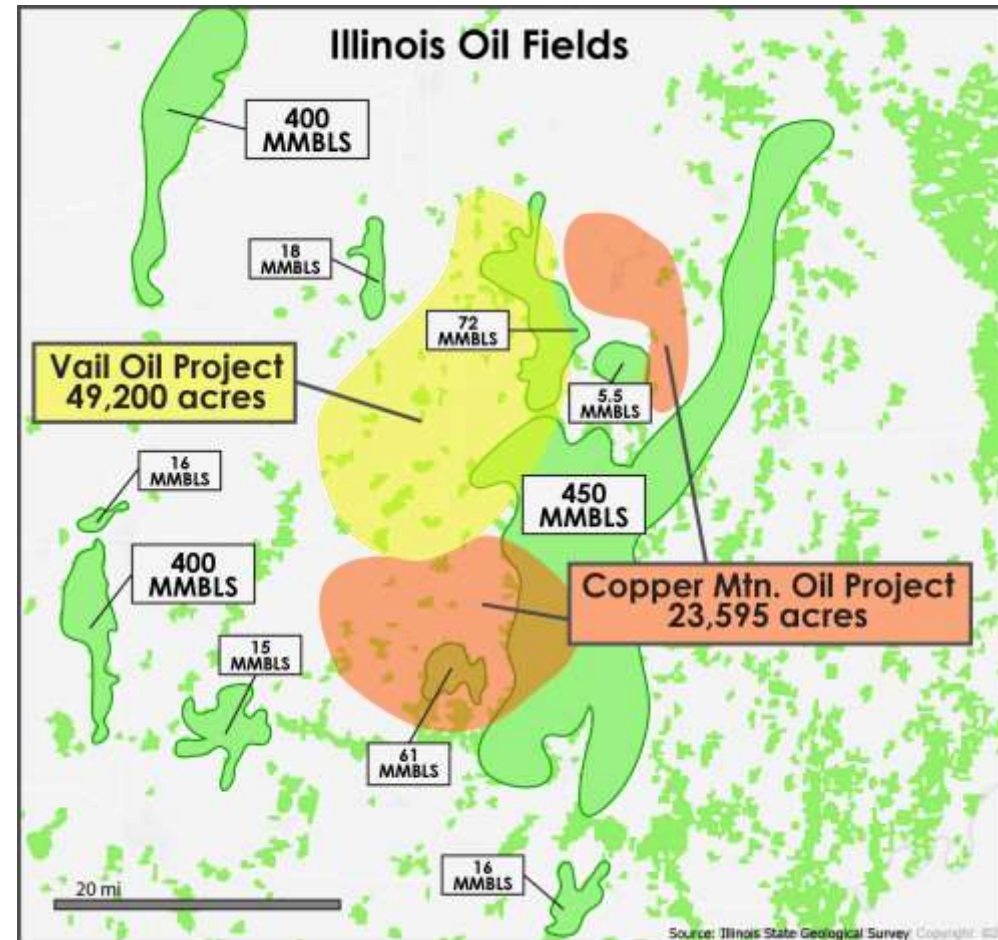 Illinois Oil Fields
400
MMBLS
18
MMBLS
72
MMBLS
Vail Oil Project
49,200 acres
5.5
MMBLS
16
MMBLS
450
MMBLS
400
MMBLS
Copper Mtn. Oil Project
23,595 acres
15
MMBLS
61
MMBLS
16
MMBLS
20 mi
Source: Illinois State Geological Survey Copyright: ©2